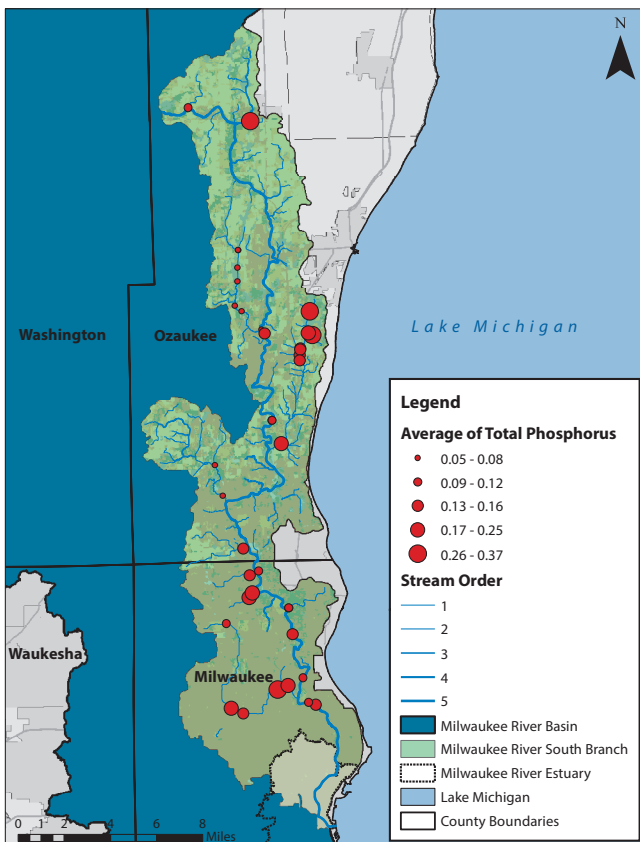 N
Washington
Ozaukee
Lake Michigan
Waukesha
Milwaukee
Legend
Average of Total Phosphorus
0.05 - 0.08
0.09 - 0.12
0.13 - 0.16
0.17 - 0.25
0.26 - 0.37
Stream Order
1
2
3
4
5
Milwaukee River Basin
Milwaukee River South Branch
Milwaukee River Estuary
Lake Michigan
County Boundaries
0 1 2 4 6 8
Miles